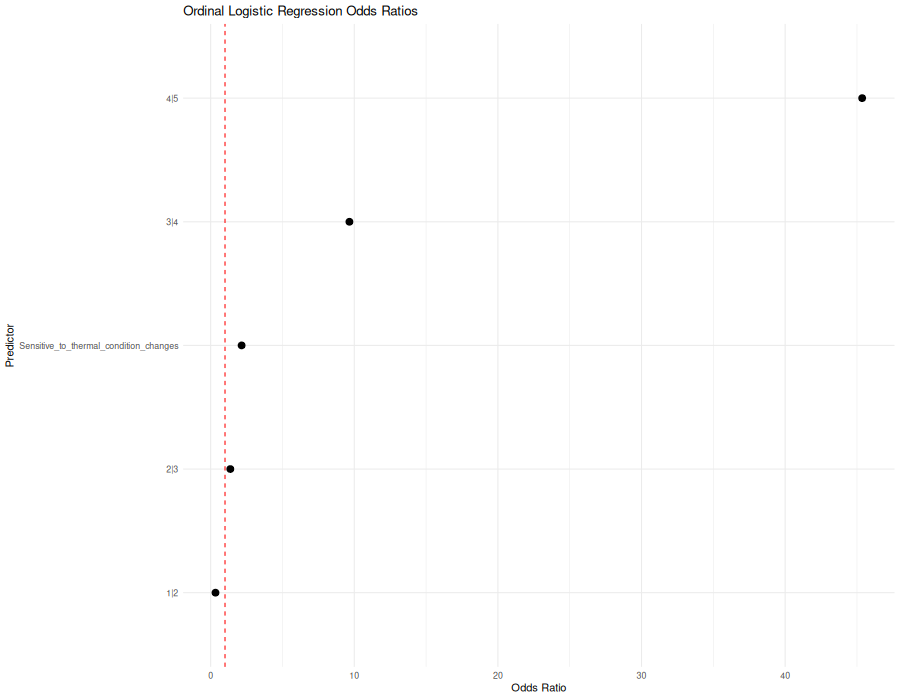 Ordinal Logistic Regression Odds Ratios
4|5
3|4
Sensitive_to_thermal_condition_changes
2|3
1|2
Predictor
0 10 20 30 40
Odds Ratio